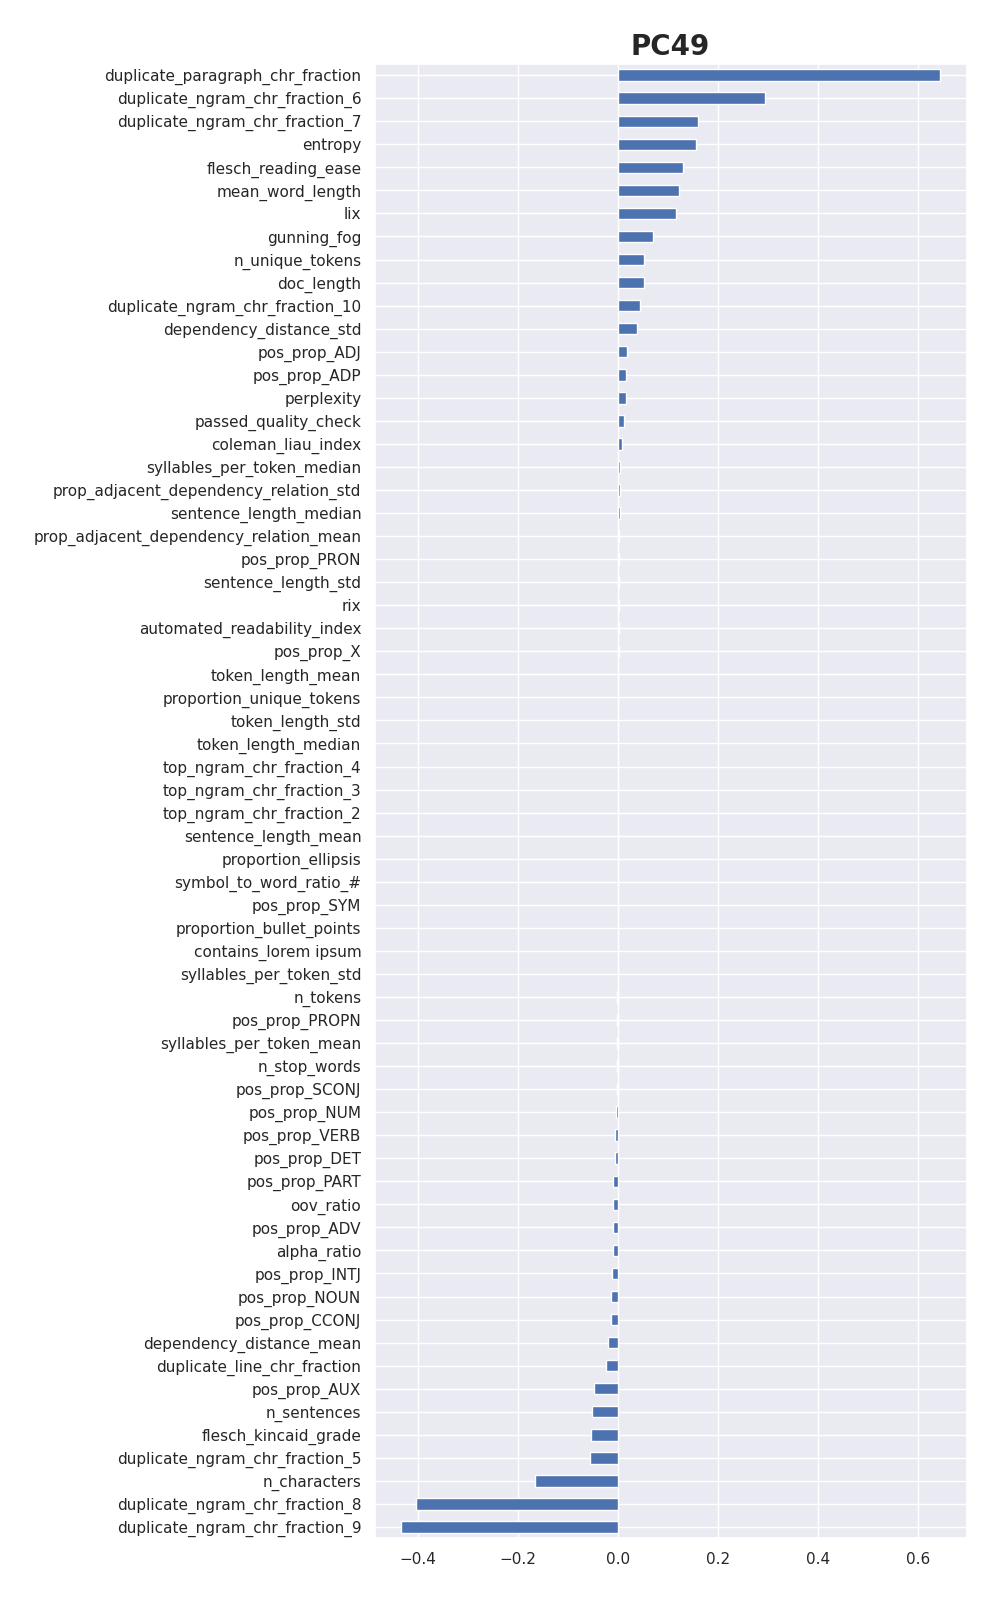 PC49
duplicate_paragraph_chr_fraction
duplicate_ngram_chr_fraction_6
duplicate_ngram_chr_fraction_7
entropy
flesch_reading_ease
mean_word_length
lix
gunning_fog
n_unique_tokens
doc_length
duplicate_ngram_chr_fraction_10
dependency_distance_std
pos_prop_ADJ
pos_prop_ADP
perplexity
passed_quality_check
coleman_liau_index
syllables_per_token_median
prop_adjacent_dependency_relation_std
sentence_length_median
prop_adjacent_dependency_relation_mean
pos_prop_PRON
sentence_length_std
rix
automated_readability_index
pos_prop_X
token_length_mean
proportion_unique_tokens
token_length_std
token_length_median
top_ngram_chr_fraction_4
top_ngram_chr_fraction_3
top_ngram_chr_fraction_2
sentence_length_mean
proportion_ellipsis
symbol_to_word_ratio_#
pos_prop_SYM
proportion_bullet_points
contains_lorem ipsum
syllables_per_token_std
n_tokens
pos_prop_PROPN
syllables_per_token_mean
n_stop_words
pos_prop_SCONJ
pos_prop_NUM
pos_prop_VERB
pos_prop_DET
pos_prop_PART
oov_ratio
pos_prop_ADV
alpha_ratio
pos_prop_INTJ
pos_prop_NOUN
pos_prop_CCONJ
dependency_distance_mean
duplicate_line_chr_fraction
pos_prop_AUX
n_sentences
flesch_kincaid_grade
duplicate_ngram_chr_fraction_5
n_characters
duplicate_ngram_chr_fraction_8
duplicate_ngram_chr_fraction_9
−0.4 −0.2 0.0 0.2 0.4 0.6